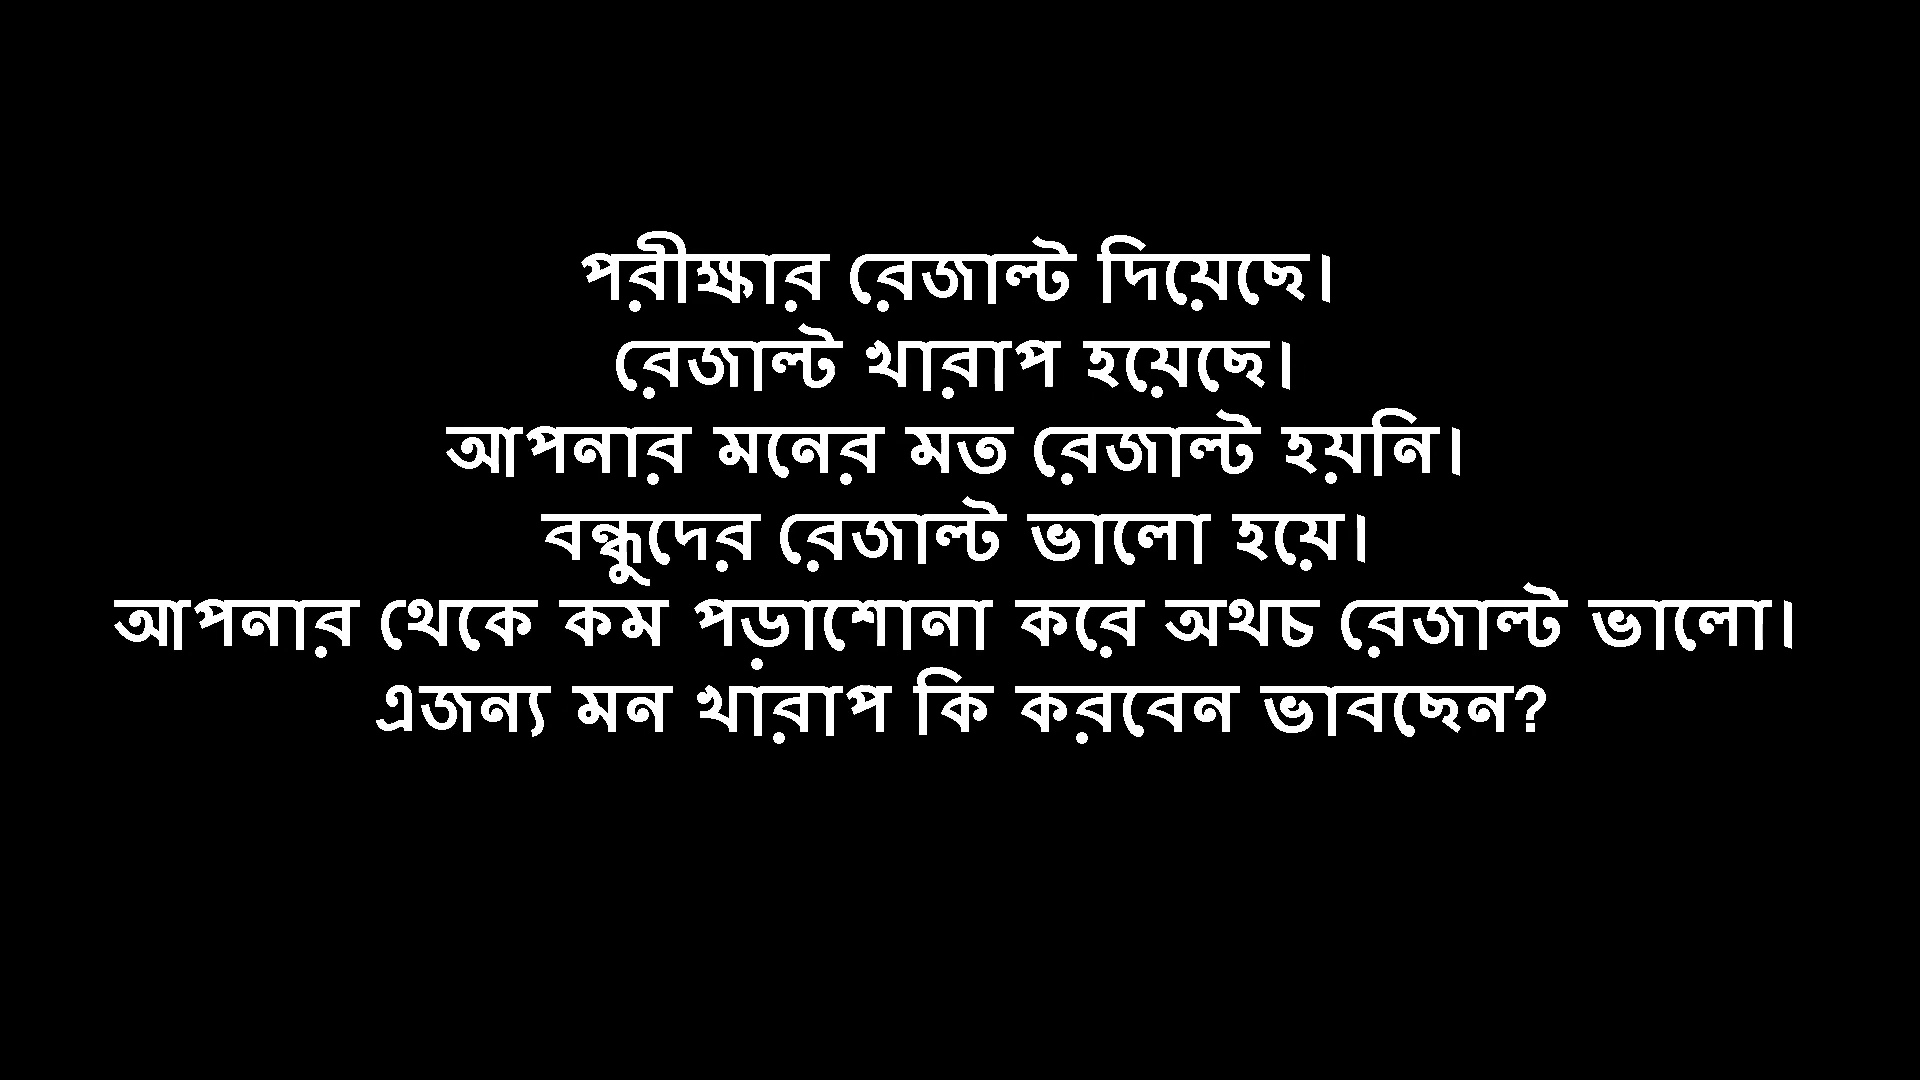 পরীক্ষার রেজাল্ট দিয়েছে।
রেজাল্ট খারাপ হয়েছে।
আপনার মনের মত রেজাল্ট হয়নি।
বন্ধুদের রেজাল্ট ভালো হয়ে।
আপনার থেকে কম পড়াশোনা করে অথচ রেজাল্ট ভালো।
এজন্য মন খারাপ কি করবেন ভাবছেন?